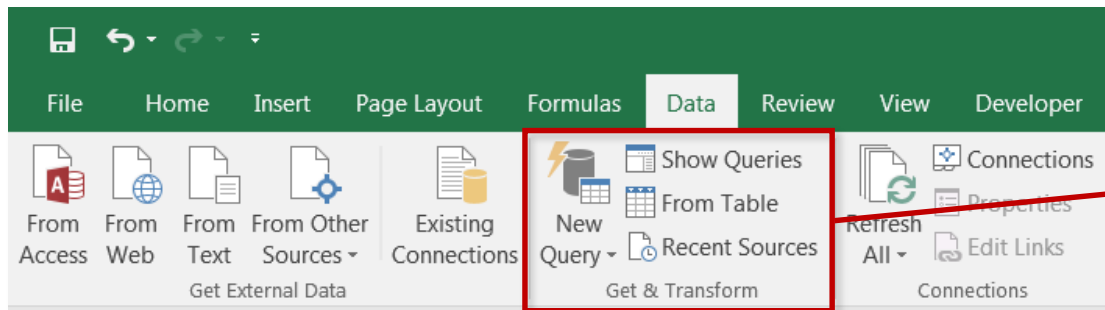 File Home Insert Page Layout Formulas Data Review View Developer
From Access
From Web
From Text
From Other Sources
Existing Connections
Get External Data
New Query
Show Queries
From Table
Recent Sources
Get & Transform
Refresh All
Connections
Properties
Edit Links
Connections